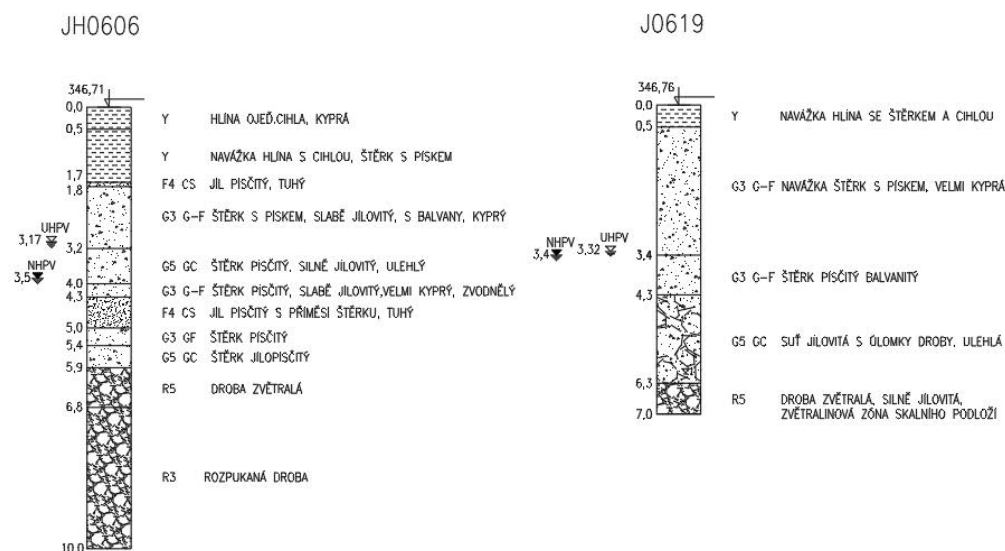 JH0606
346,71
0,0
Y HLÍNA OJEĎ.CIHLA, KYPRÁ
0,5
Y NAVÁŽKA HLÍNA S CIHLOU, ŠTĚRK S PÍSKEM
1,7
F4 CS JÍL PÍSČITÝ, TUHÝ
1,8
G3 G-F ŠTĚRK S PÍSKEM, SLABĚ JÍLOVITÝ, S BALVANY, KYPRÝ
UHPV
3,17
3,2
NHPV
3,5
G5 GC ŠTĚRK PÍSČITÝ, SILNĚ JÍLOVITÝ, ULEHLÝ
4,0
G3 G-F ŠTĚRK PÍSČITÝ, SLABĚ JÍLOVITÝ,VELMI KYPRÝ, ZVODNĚLÝ
4,3
F4 CS JÍL PÍSČITÝ S PŘÍMĚSÍ ŠTĚRKU, TUHÝ
5,0
G3 GF ŠTĚRK PÍSČITÝ
5,4
G5 GC ŠTĚRK JÍLOPÍSČITÝ
5,9
R5 DROBA ZVĚTRALÁ
6,8
R3 ROZPUKANÁ DROBA
10,0
J0619
346,76
0,0
Y NAVÁŽKA HLÍNA SE ŠTĚRKEM A CIHLOU
0,5
G3 G-F NAVÁŽKA ŠTĚRK S PÍSKEM, VELMI KYPRÁ
NHPV
3,4
UHPV
3,32
3,4
G3 G-F ŠTĚRK PÍSČITÝ BALVANITÝ
4,3
G5 GC SUŤ JÍLOVITÁ S ÚLOMKY DROBY, ULEHLÁ
6,3
R5 DROBA ZVĚTRALÁ, SILNĚ JÍLOVITÁ,
ZVĚTRALINOVÁ ZÓNA SKALNÍHO PODLOŽÍ
7,0